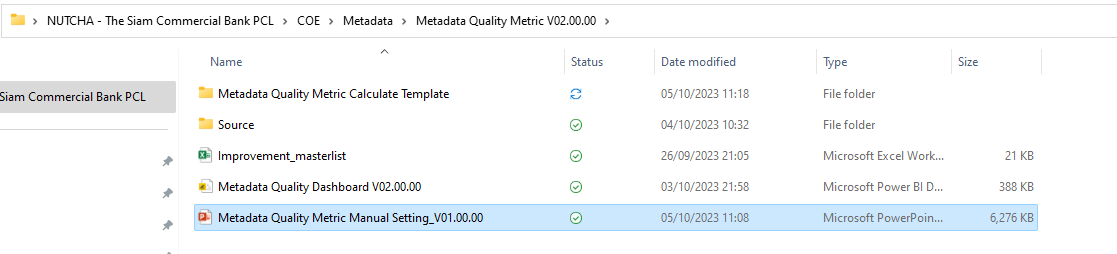 NUTCHA - The Siam Commercial Bank PCL > COE > Metadata > Metadata Quality Metric V02.00.00 >
Name Status Date modified Type Size
Siam Commercial Bank PCL
Metadata Quality Metric Calculate Template 05/10/2023 11:18 File folder
Source 04/10/2023 10:32 File folder
Improvement_masterlist 26/09/2023 21:05 Microsoft Excel Work... 21 KB
Metadata Quality Dashboard V02.00.00 03/10/2023 21:58 Microsoft Power BI D... 388 KB
Metadata Quality Metric Manual Setting_V01.00.00 05/10/2023 11:08 Microsoft PowerPoin... 6,276 KB